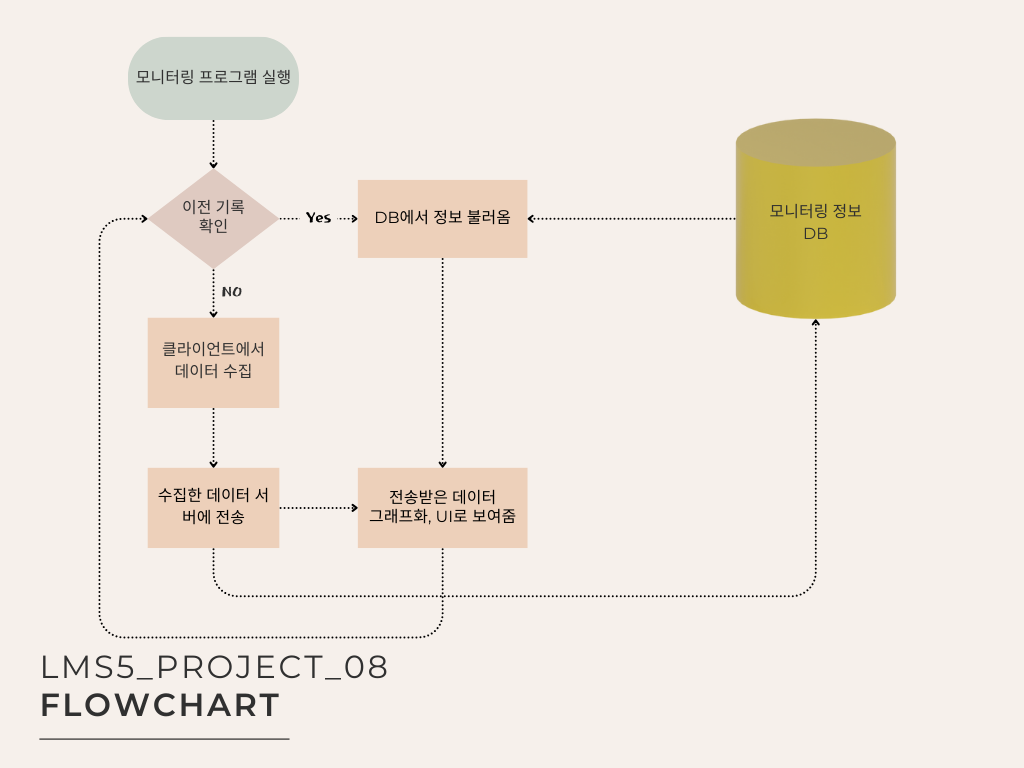 모니터링 프로그램 실행
이전 기록
확인
Yes
DB에서 정보 불러옴
모니터링 정보
DB
NO
클라이언트에서
데이터 수집
수집한 데이터 서
버에 전송
전송받은 데이터
그래프화, UI로 보여줌
LMS5_PROJECT_08
FLOWCHART